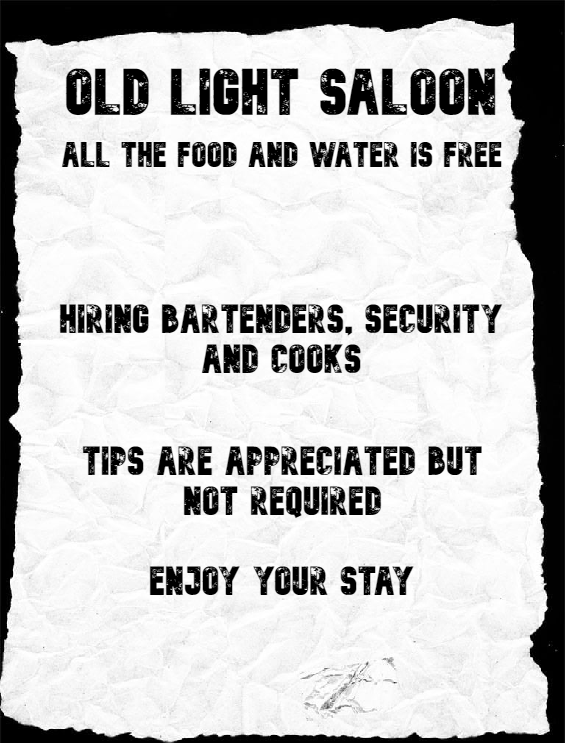 OLD LIGHT SALOON
ALL THE FOOD AND WATER IS FREE
HIRING BARTENDERS, SECURITY
AND COOKS
TIPS ARE APPRECIATED BUT
NOT REQUIRED
ENJOY YOUR STAY